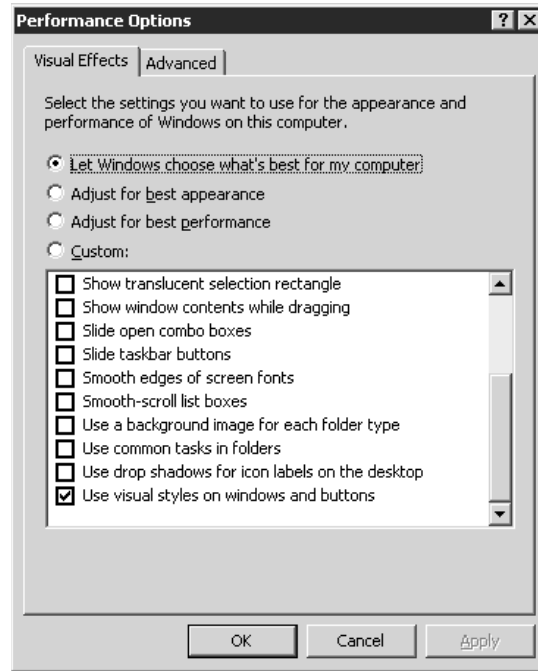 Performance Options
Visual Effects Advanced
Select the settings you want to use for the appearance and
performance of Windows on this computer.
Let Windows choose what's best for my computer
Adjust for best appearance
Adjust for best performance
Custom:
Show translucent selection rectangle
Show window contents while dragging
Slide open combo boxes
Slide taskbar buttons
Smooth edges of screen fonts
Smooth-scroll list boxes
Use a background image for each folder type
Use common tasks in folders
Use drop shadows for icon labels on the desktop
Use visual styles on windows and buttons
OK Cancel Apply